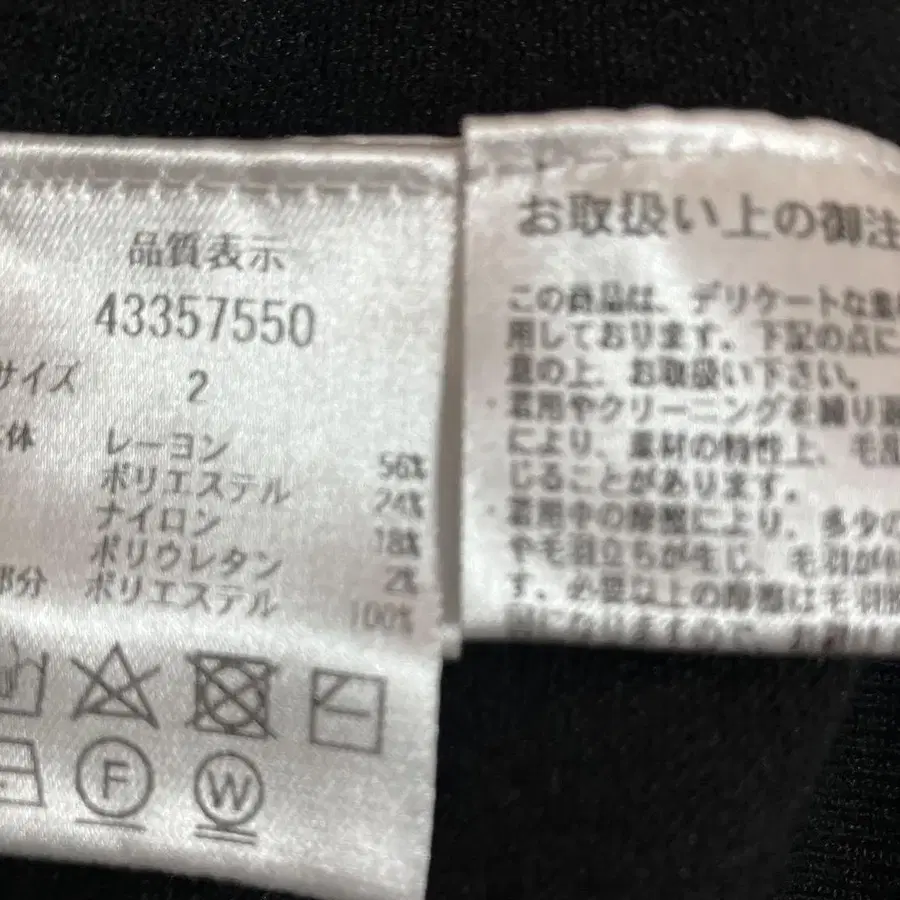 品質表示
43357550
サイズ 2
体 レーヨン 56%
ポリエステル 24%
ナイロン 18%
ポリウレタン 2%
部分 ポリエステル 100%
F
W
お取扱い上の御注
この商品は、デリケートな素
用しております。下記の点に
意の上、お取扱い下さい。
・着用やクリーニングを繰り返
により、素材の特性上、毛玉
じることがあります。
・着用中の摩擦により、多少の
や毛羽立ちが生じ、毛羽が
す。必要以上の摩擦は毛羽